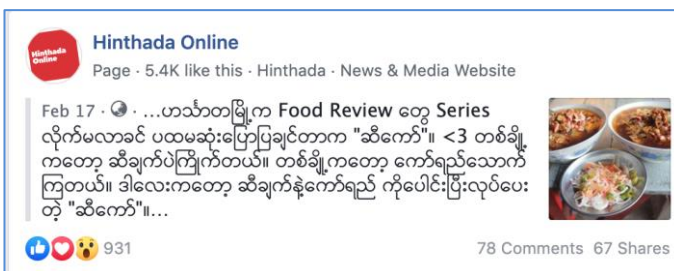 Hinthada Online
Hinthada Online
Page · 5.4K like this · Hinthada · News & Media Website
Feb 17 · · ...ဟင်္သာတမြို့က Food Review တွေ Series
လိုက်မလာခင် ပထမဆုံးပြောပြချင်တာက "ဆီကော်"။ <3 တစ်ချို့
ကတော့ ဆီချက်ပဲကြိုက်တယ်။ တစ်ချို့ကတော့ ကော်ရည်သောက်
ကြတယ်။ ဒါလေးကတော့ ဆီချက်နဲ့ကော်ရည် ကိုပေါင်းပြီးလုပ်ပေး
တဲ့ "ဆီကော်"။...
931
78 Comments 67 Shares